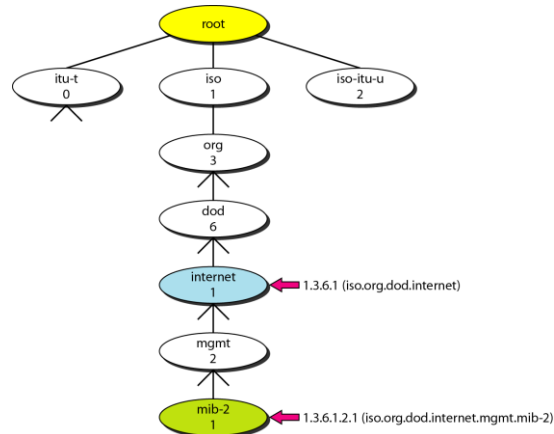 root
itu-t
0
iso
1
iso-itu-u
2
org
3
dod
6
internet
1
1.3.6.1 (iso.org.dod.internet)
mgmt
2
mib-2
1
1.3.6.1.2.1 (iso.org.dod.internet.mgmt.mib-2)